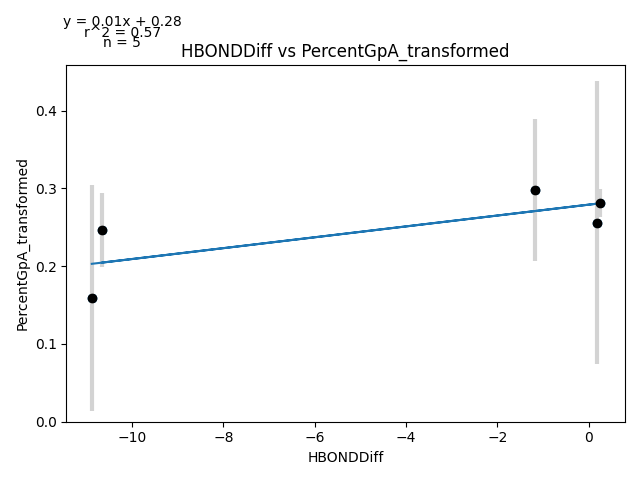 y = 0.01x + 0.28
r^2 = 0.57
n = 5
HBONDDiff vs PercentGpA_transformed
PercentGpA_transformed
0.4
0.3
0.2
0.1
0.0
−10
−8
−6
−4
−2
0
HBONDDiff